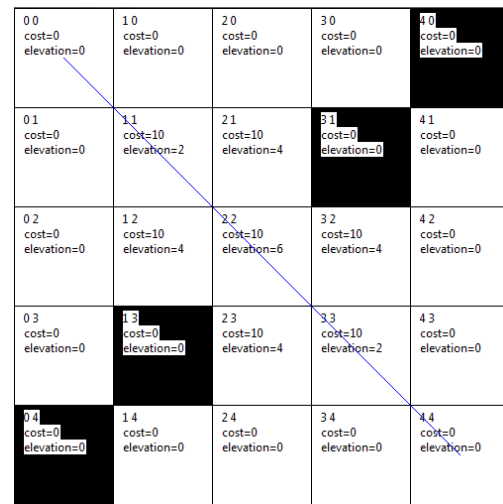 0 0
cost=0
elevation=0
1 0
cost=0
elevation=0
2 0
cost=0
elevation=0
3 0
cost=0
elevation=0
4 0
cost=0
elevation=0
0 1
cost=0
elevation=0
1 1
cost=10
elevation=2
2 1
cost=10
elevation=4
3 1
cost=0
elevation=0
4 1
cost=0
elevation=0
0 2
cost=0
elevation=0
1 2
cost=10
elevation=4
2 2
cost=10
elevation=6
3 2
cost=10
elevation=4
4 2
cost=0
elevation=0
0 3
cost=0
elevation=0
1 3
cost=0
elevation=0
2 3
cost=10
elevation=4
3 3
cost=10
elevation=2
4 3
cost=0
elevation=0
0 4
cost=0
elevation=0
1 4
cost=0
elevation=0
2 4
cost=0
elevation=0
3 4
cost=0
elevation=0
4 4
cost=0
elevation=0